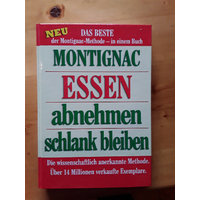 NEU
DAS BESTE
der Montignac-Methode – in einem Buch
MONTIGNAC
ESSEN
abnehmen
schlank bleiben
Die wissenschaftlich anerkannte Methode.
Über 14 Millionen verkaufte Exemplare.